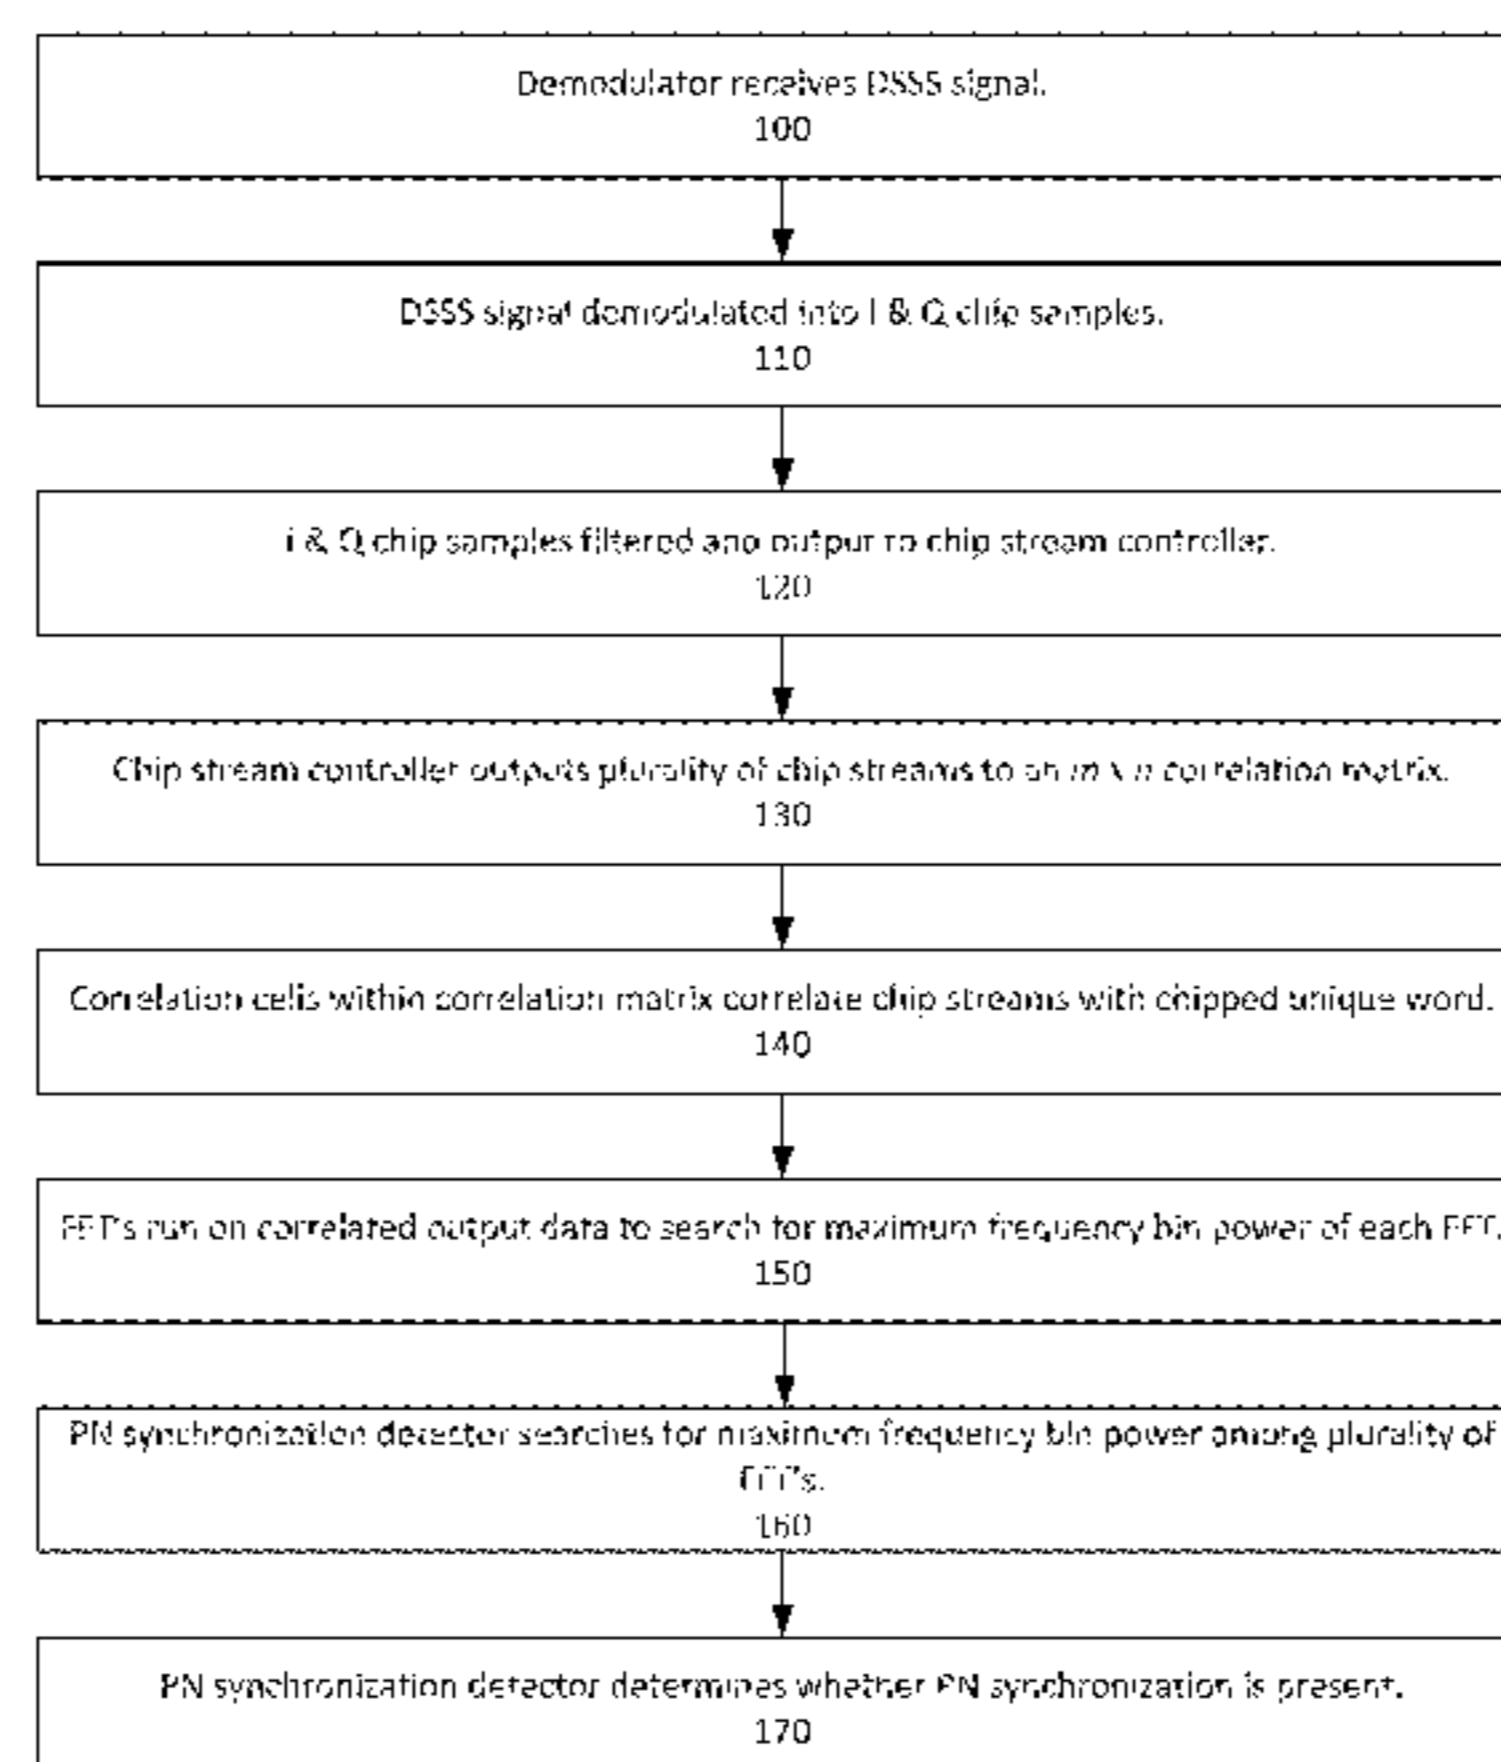 Demodulator receives DSSS signal.
100
DSSS signal demodulated into I & Q chip samples.
110
I & Q chip samples filtered and output to chip stream controller.
120
Chip stream controller outputs plurality of chip streams to an m x n correlation matrix.
130
Correlation cells within correlation matrix correlate chip streams with chipped unique word.
140
FFT's run on correlated output data to search for maximum frequency bin power of each FFT.
150
PN synchronization detector searches for maximum frequency bin power among plurality of
FFT's.
160
PN synchronization detector determines whether PN synchronization is present.
170